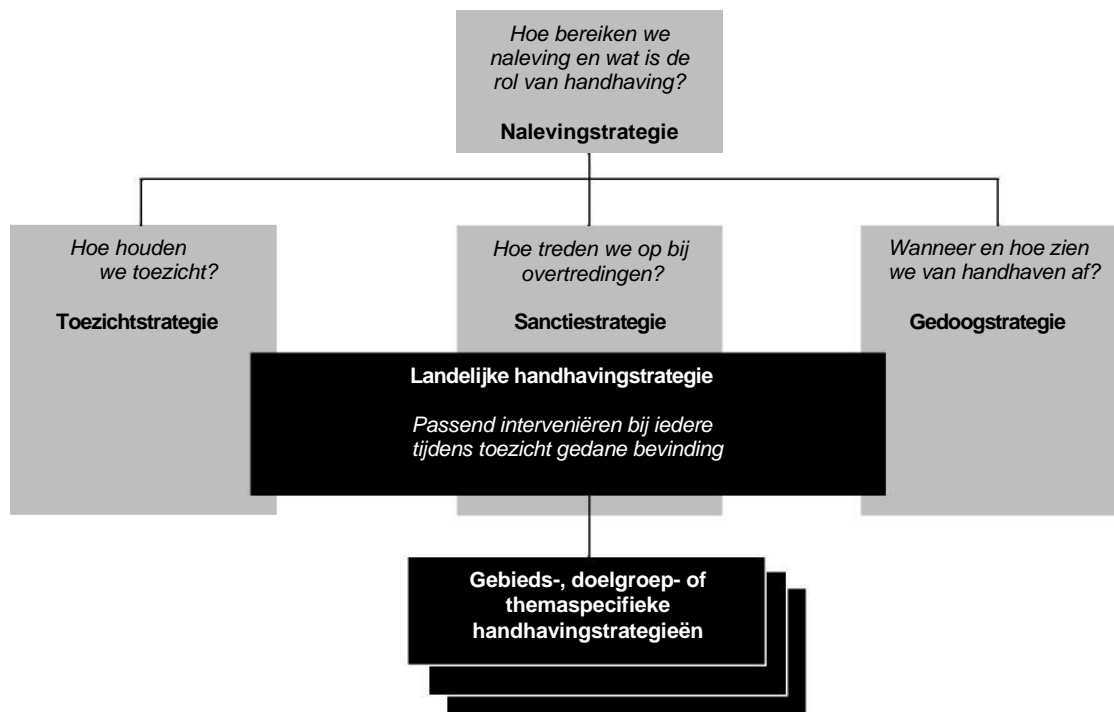 Hoe bereiken we
naleving en wat is de
rol van handhaving?
Nalevingstrategie
Hoe houden
we toezicht?
Toezichtstrategie
Hoe treden we op bij
overtredingen?
Sanctiestrategie
Wanneer en hoe zien
we van handhaven af?
Gedoogstrategie
Landelijke handhavingstrategie
Passend interveniëren bij iedere
tijdens toezicht gedane bevinding
Gebieds-, doelgroep- of
themaspecifieke
handhavingstrategieën